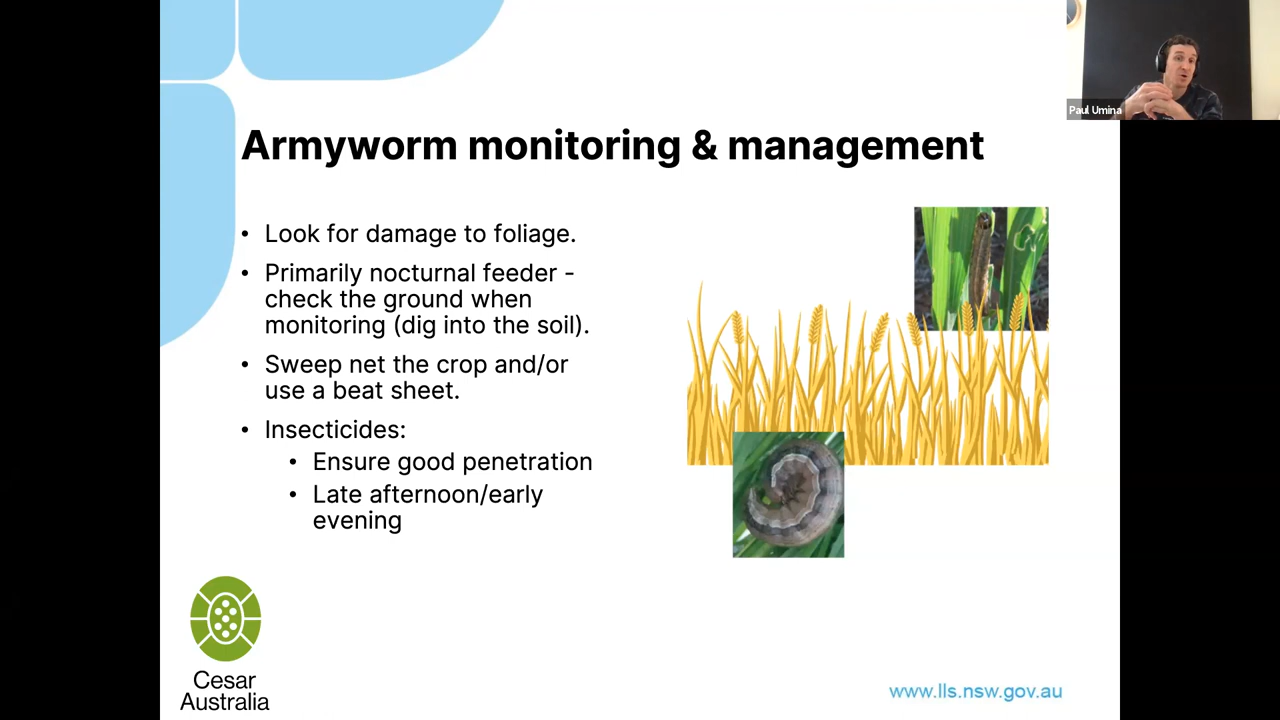 Paul Umina
Armyworm monitoring & management
• Look for damage to foliage.
• Primarily nocturnal feeder -
check the ground when
monitoring (dig into the soil).
• Sweep net the crop and/or
use a beat sheet.
• Insecticides:
• Ensure good penetration
• Late afternoon/early
evening
Cesar
Australia
www.lls.nsw.gov.au